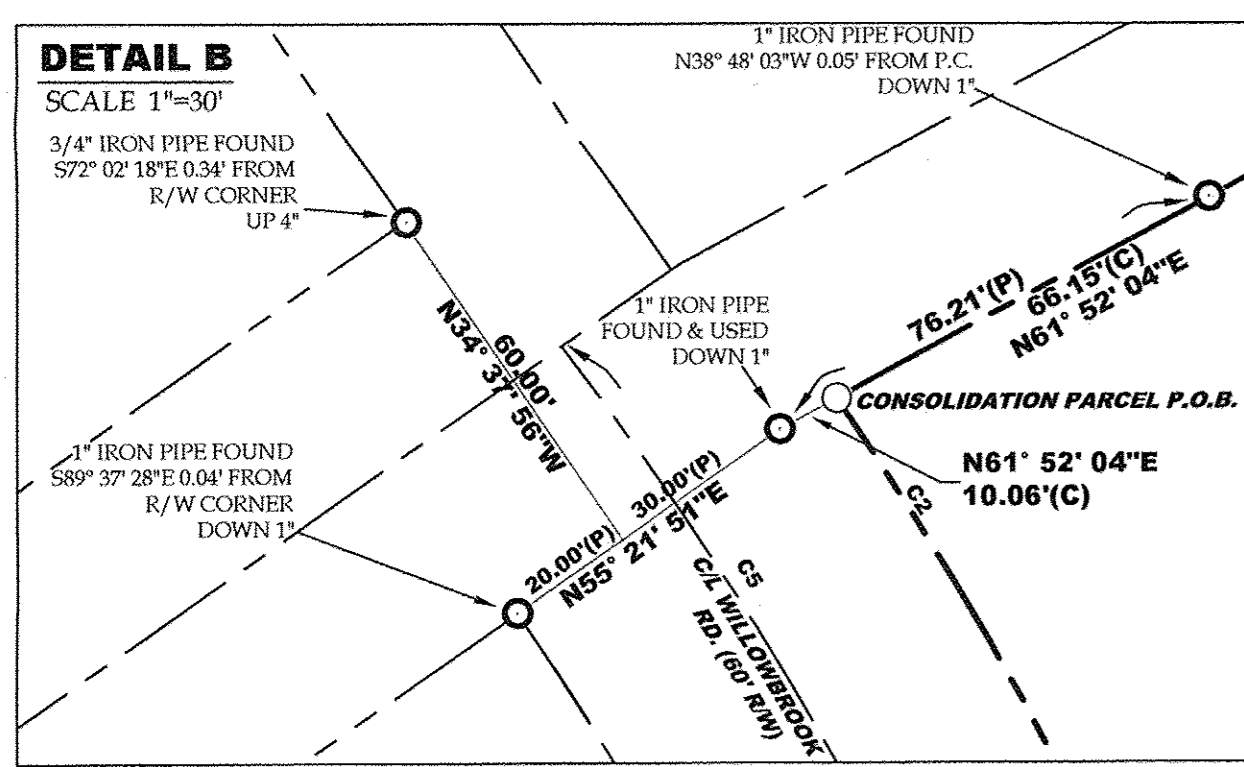 DETAIL B
SCALE 1"=30'
3/4" IRON PIPE FOUND
S72° 02' 18"E 0.34' FROM
R/W CORNER
UP 4"
1" IRON PIPE FOUND
N38° 48' 03"W 0.05' FROM P.C.
DOWN 1"
1" IRON PIPE
FOUND & USED
DOWN 1"
76.21'(P)
66.15'(C)
N61° 52' 04"E
60.00'
N34° 37' 56"W
CONSOLIDATION PARCEL P.O.B.
N61° 52' 04"E
10.06'(C)
1" IRON PIPE FOUND
S89° 37' 28"E 0.04' FROM
R/W CORNER
DOWN 1"
20.00'(P)
30.00'(P)
N55° 21' 51"E
C2
C5
C/L WILLOWBROOK
RD. (60' R/W)